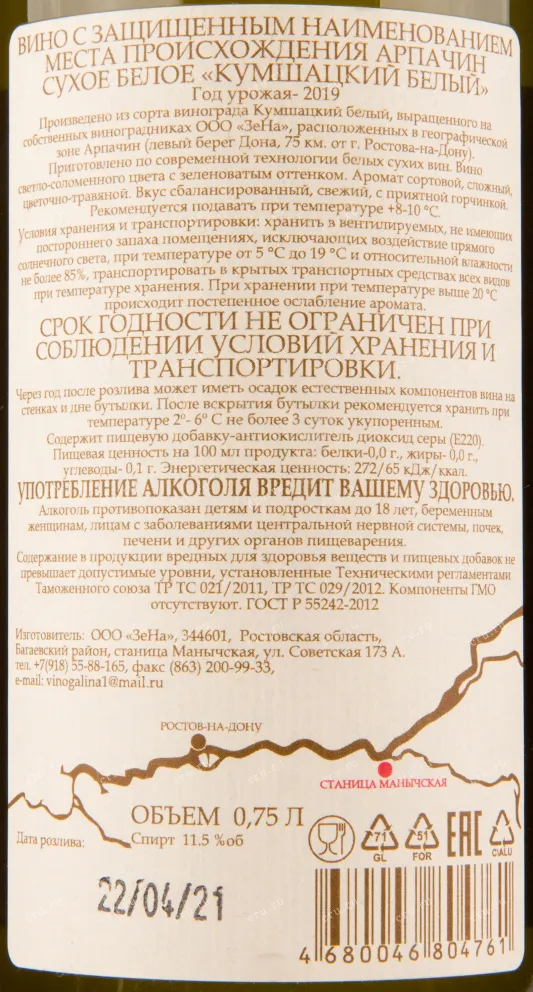 ВИНО С ЗАЩИЩЕННЫМ НАИМЕНОВАНИЕМ
МЕСТА ПРОИСХОЖДЕНИЯ АРПАЧИН
СУХОЕ БЕЛОЕ «КУМШАЦКИЙ БЕЛЫЙ»
Год урожая- 2019
Произведено из сорта винограда Кумшацкий белый, выращенного на
собственных виноградниках ООО «ЗеНа», расположенных в географической
зоне Арпачин (левый берег Дона, 75 км. от г. Ростова-на-Дону).
Приготовлено по современной технологии белых сухих вин. Вино
светло-соломенного цвета с зеленоватым оттенком. Аромат сортовой, сложный,
цветочно-травяной. Вкус сбалансированный, свежий, с приятной горчинкой.
Рекомендуется подавать при температуре +8-10 °С.
Условия хранения и транспортировки: хранить в вентилируемых, не имеющих
постороннего запаха помещениях, исключающих воздействие прямого
солнечного света, при температуре от 5 °С до 19 °С и относительной влажности
не более 85%, транспортировать в крытых транспортных средствах всех видов
при температуре хранения. При хранении при температуре выше 20 °С
происходит постепенное ослабление аромата.
СРОК ГОДНОСТИ НЕ ОГРАНИЧЕН ПРИ
СОБЛЮДЕНИИ УСЛОВИЙ ХРАНЕНИЯ И
ТРАНСПОРТИРОВКИ.
Через год после розлива может иметь осадок естественных компонентов вина на
стенках и дне бутылки. После вскрытия бутылки рекомендуется хранить при
температуре 2°- 6° С не более 3 суток укупоренным.
Содержит пищевую добавку-антиокислитель диоксид серы (Е220).
Пищевая ценность на 100 мл продукта: белки-0,0 г., жиры- 0,0 г.,
углеводы- 0,1 г. Энергетическая ценность: 272/65 кДж/ккал.
УПОТРЕБЛЕНИЕ АЛКОГОЛЯ ВРЕДИТ ВАШЕМУ ЗДОРОВЬЮ.
Алкоголь противопоказан детям и подросткам до 18 лет, беременным
женщинам, лицам с заболеваниями центральной нервной системы, почек,
печени и других органов пищеварения.
Содержание в продукции вредных для здоровья веществ и пищевых добавок не
превышает допустимые уровни, установленные Техническими регламентами
Таможенного союза ТР ТС 021/2011, ТР ТС 029/2012. Компоненты ГМО
отсутствуют. ГОСТ Р 55242-2012
Изготовитель: ООО «ЗеНа», 344601, Ростовская область,
Багаевский район, станица Манычская, ул. Советская 173 А.
тел. +7(918) 55-88-165, факс (863) 200-99-33,
e-mail: vinogalina1@mail.ru
РОСТОВ-НА-ДОНУ
СТАНИЦА МАНЫЧСКАЯ
ОБЪЕМ 0,75 Л
Дата розлива: Спирт 11.5 %об
71 51 EAC
GL FOR C/ALU
22/04/21
4 680046 804761